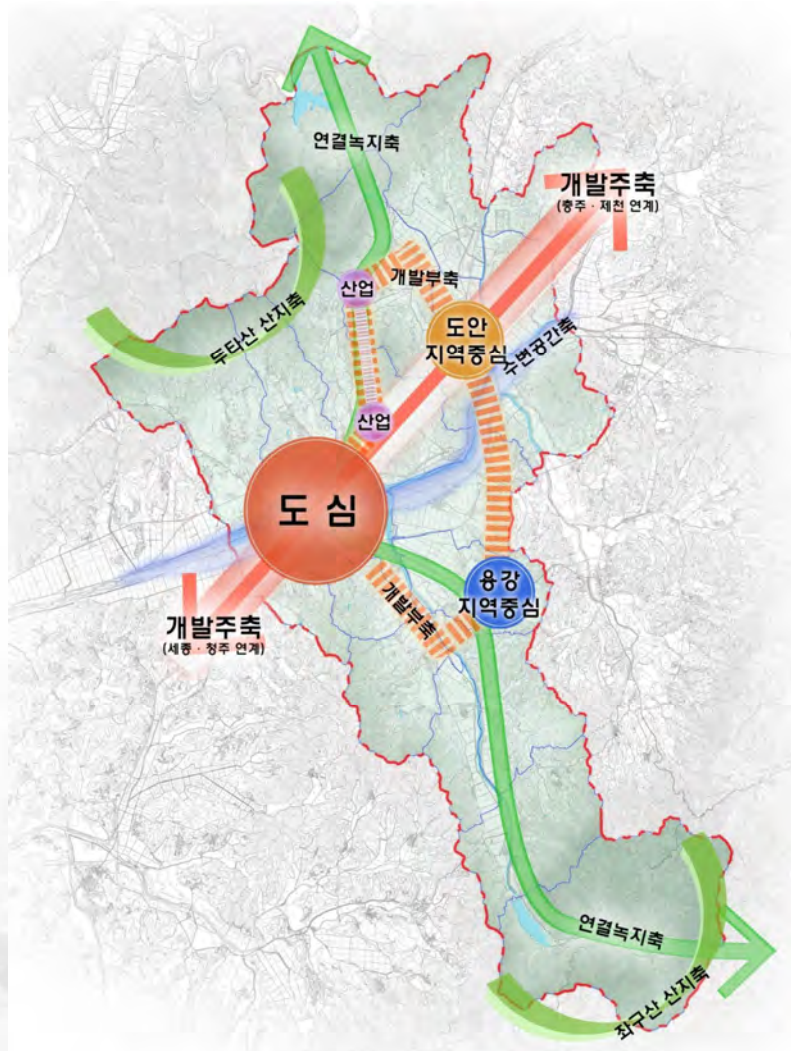 연결녹지축
개발주축
(충주 · 제천 연계)
개발부축
산업
두타산 산지축
도안
지역중심
수변공간축
산업
도 심
용강
지역중심
개발부축
개발주축
(세종 · 청주 연계)
연결녹지축
좌구산 산지축